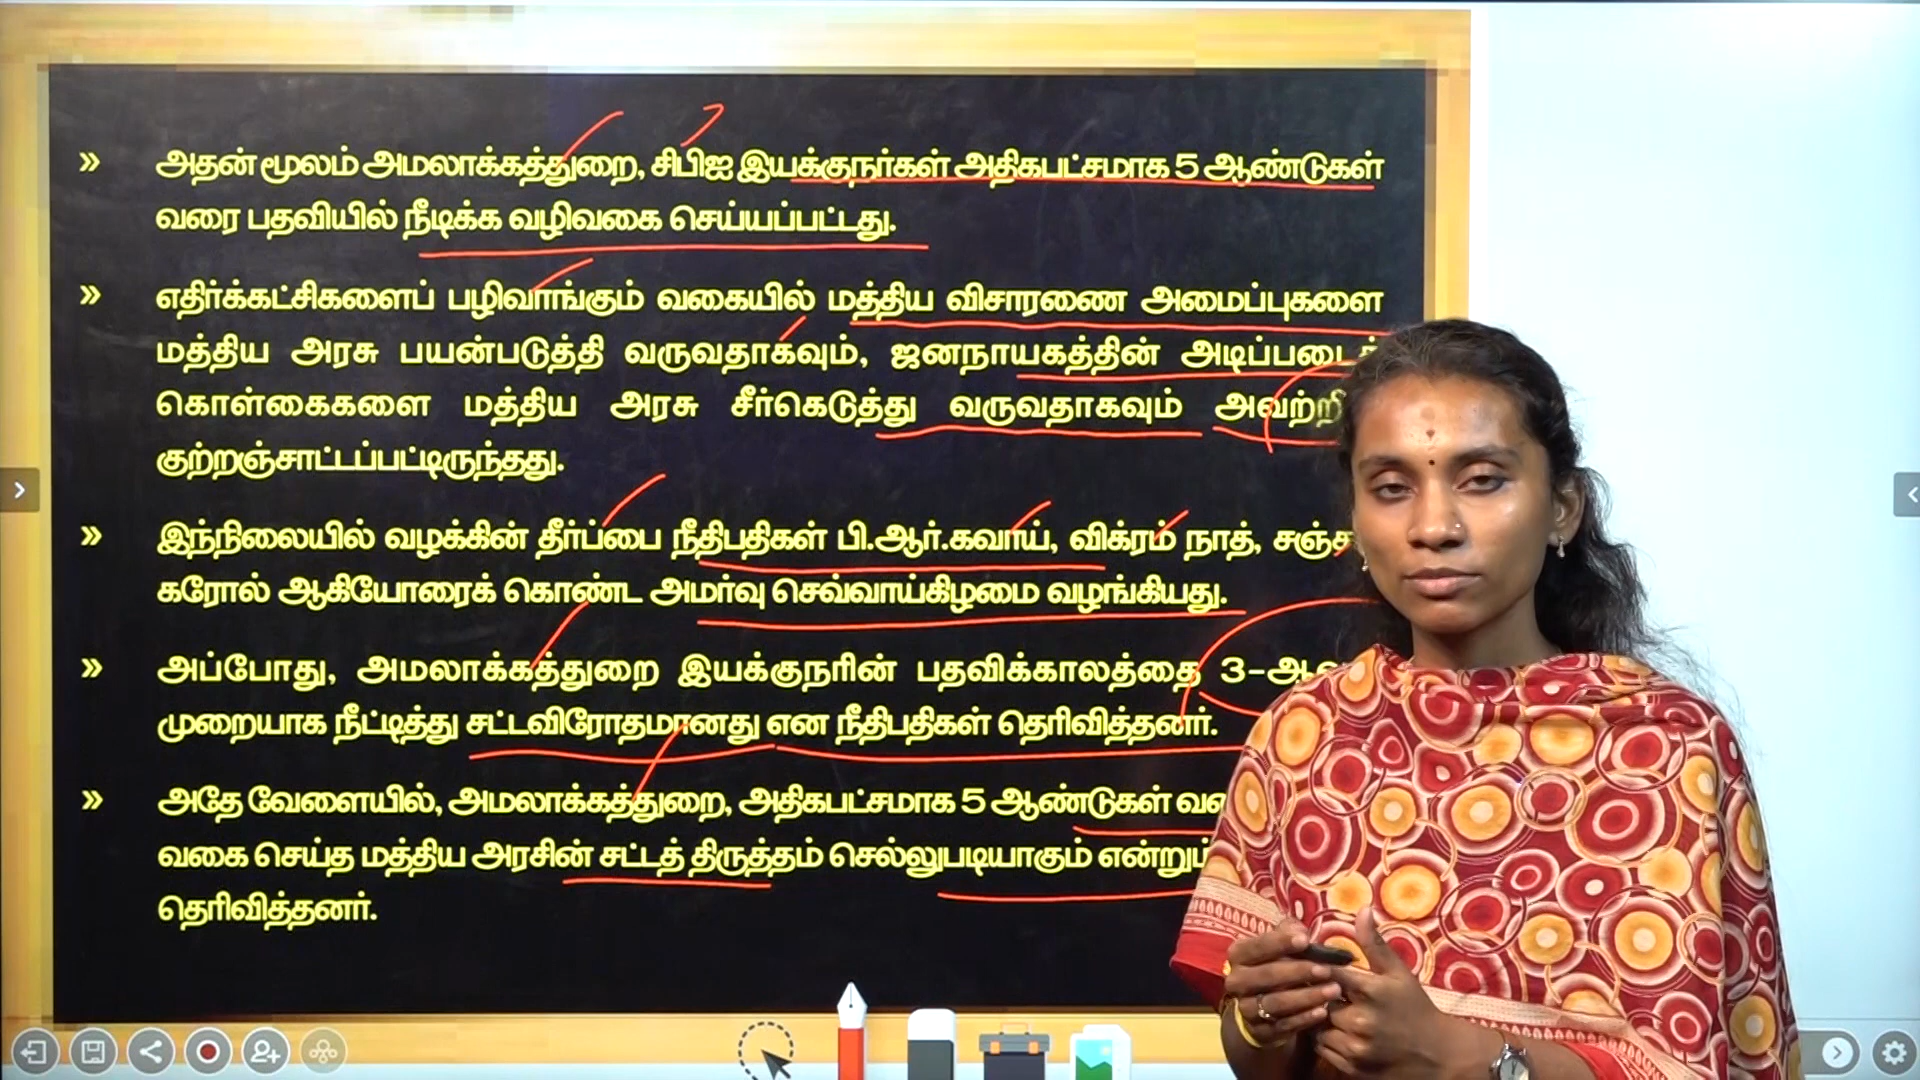 » அதன் மூலம் அமலாக்கத்துறை, சிபிஐ இயக்குநர்கள் அதிகபட்சமாக 5 ஆண்டுகள்
வரை பதவியில் நீடிக்க வழிவகை செய்யப்பட்டது.
» எதிர்க்கட்சிகளைப் பழிவாங்கும் வகையில் மத்திய விசாரணை அமைப்புகளை
மத்திய அரசு பயன்படுத்தி வருவதாகவும், ஜனநாயகத்தின்
கொள்கைகளை மத்திய அரசு சீர்கெடுத்து வருவதாகவும்
குற்றஞ்சாட்டப்பட்டிருந்தது.
» இந்நிலையில் வழக்கின் தீர்ப்பை நீதிபதிகள் பி.ஆர்.கவாய், விக்ரம் நாத்,
கரோல் ஆகியோரைக் கொண்ட அமர்வு செவ்வாய்கிழமை வழங்கியது.
» அப்போது, அமலாக்கத்துறை இயக்குநரின் பதவிக்காலத்தை
முறையாக நீட்டித்து சட்டவிரோதமானது என நீதிபதிகள் தெரிவித்தனர்.
» அதே வேளையில், அமலாக்கத்துறை, அதிகபட்சமாக 5 ஆண்டுகள்
வகை செய்த மத்திய அரசின் சட்டத் திருத்தம் செல்லுபடியாகும் என்றும்
தெரிவித்தனர்.